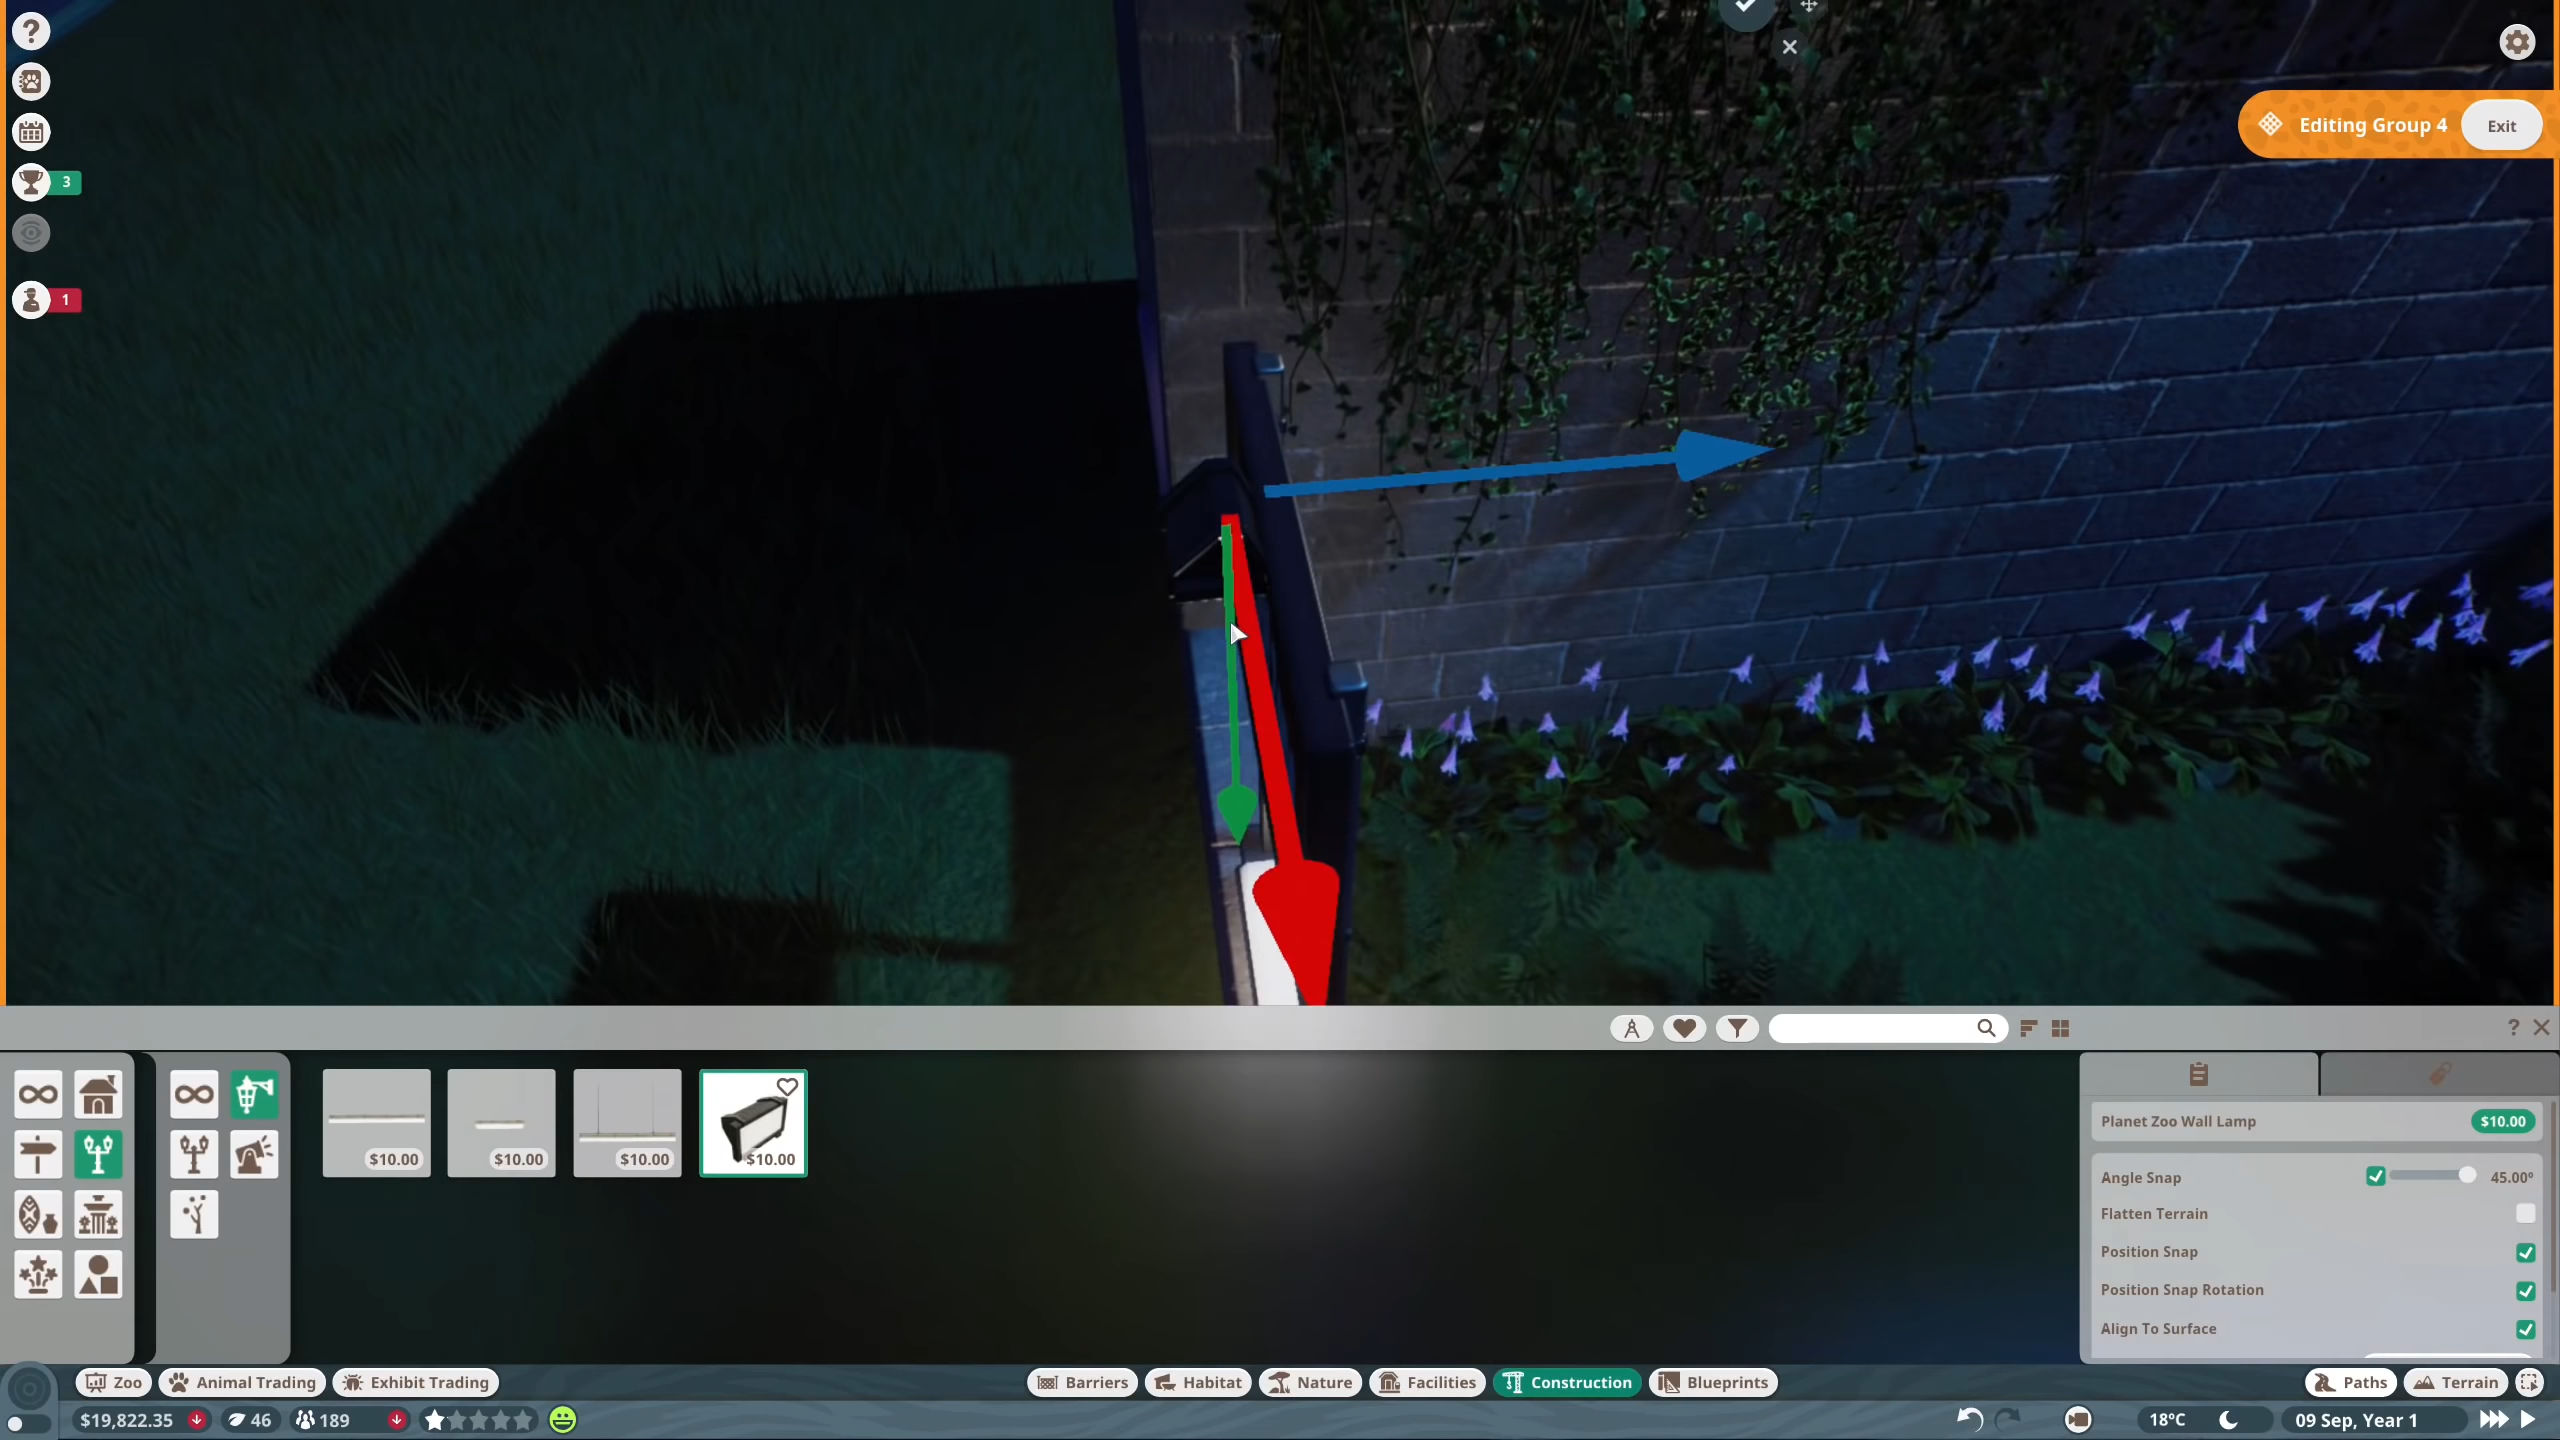 ?
Editing Group 4
Exit
3
1
?
$10.00
$10.00
$10.00
$10.00
Planet Zoo Wall Lamp
$10.00
Angle Snap
45.00°
Flatten Terrain
Position Snap
Position Snap Rotation
Align To Surface
Zoo
Animal Trading
Exhibit Trading
Barriers
Habitat
Nature
Facilities
Construction
Blueprints
Paths
Terrain
$19,822.35
46
189
18°C
09 Sep, Year 1